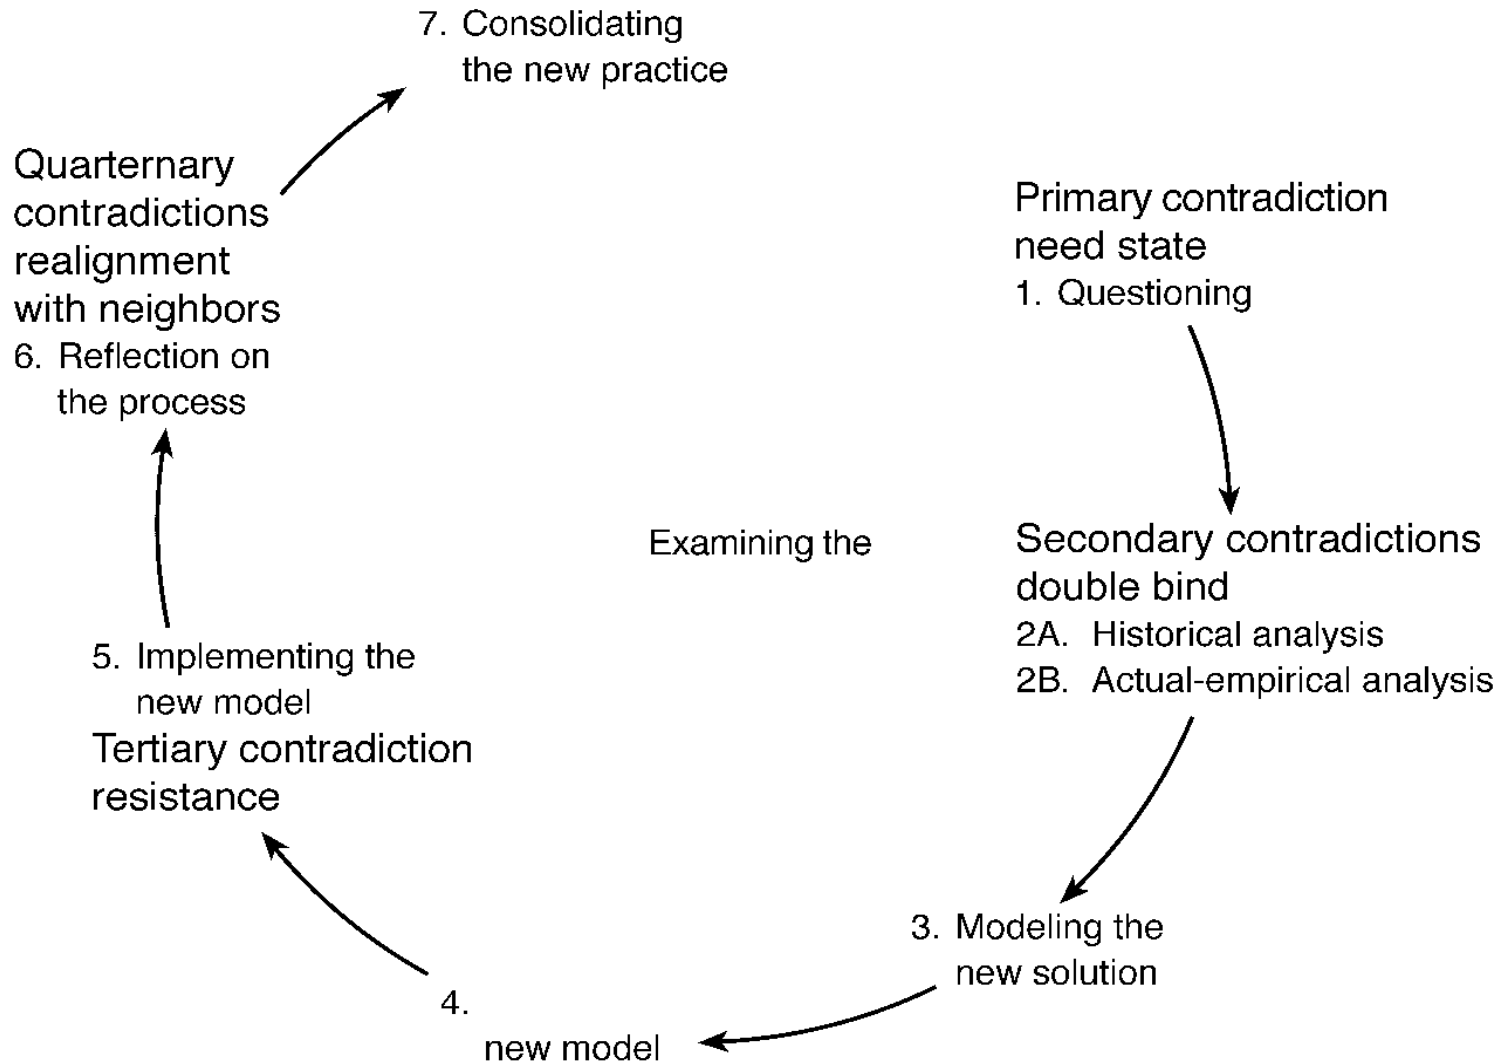 7. Consolidating
the new practice
Quarternary
contradictions
realignment
with neighbors
6. Reflection on
the process
Primary contradiction
need state
1. Questioning
Examining the
Secondary contradictions
double bind
2A. Historical analysis
2B. Actual-empirical analysis
5. Implementing the
new model
Tertiary contradiction
resistance
3. Modeling the
new solution
4.
new model